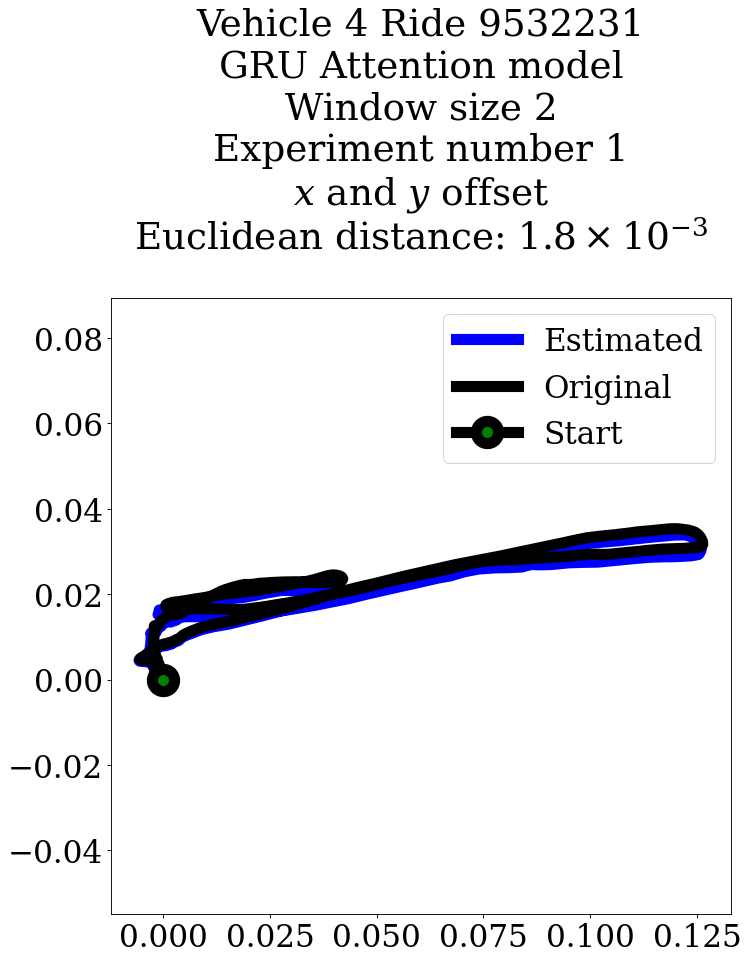 Vehicle 4 Ride 9532231
GRU Attention model
Window size 2
Experiment number 1
x and y offset
Euclidean distance: 1.8 × 10⁻³
Estimated
Original
Start
0.08
0.06
0.04
0.02
0.00
−0.02
−0.04
0.000 0.025 0.050 0.075 0.100 0.125